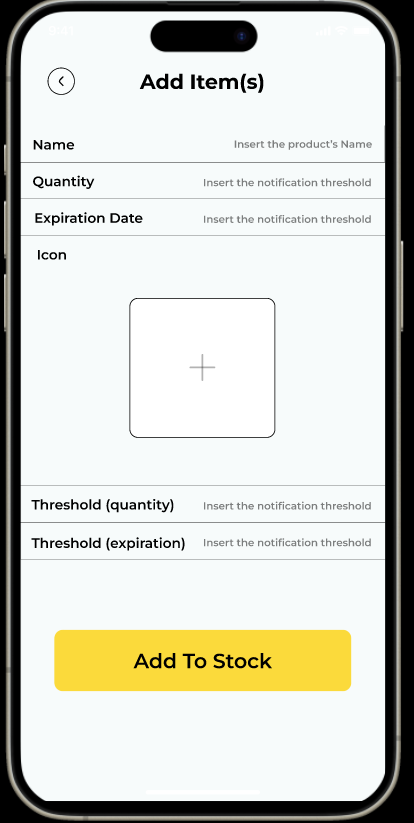 Add Item(s)
Name Insert the product's Name
Quantity Insert the notification threshold
Expiration Date Insert the notification threshold
Icon
Threshold (quantity) Insert the notification threshold
Threshold (expiration) Insert the notification threshold
Add To Stock